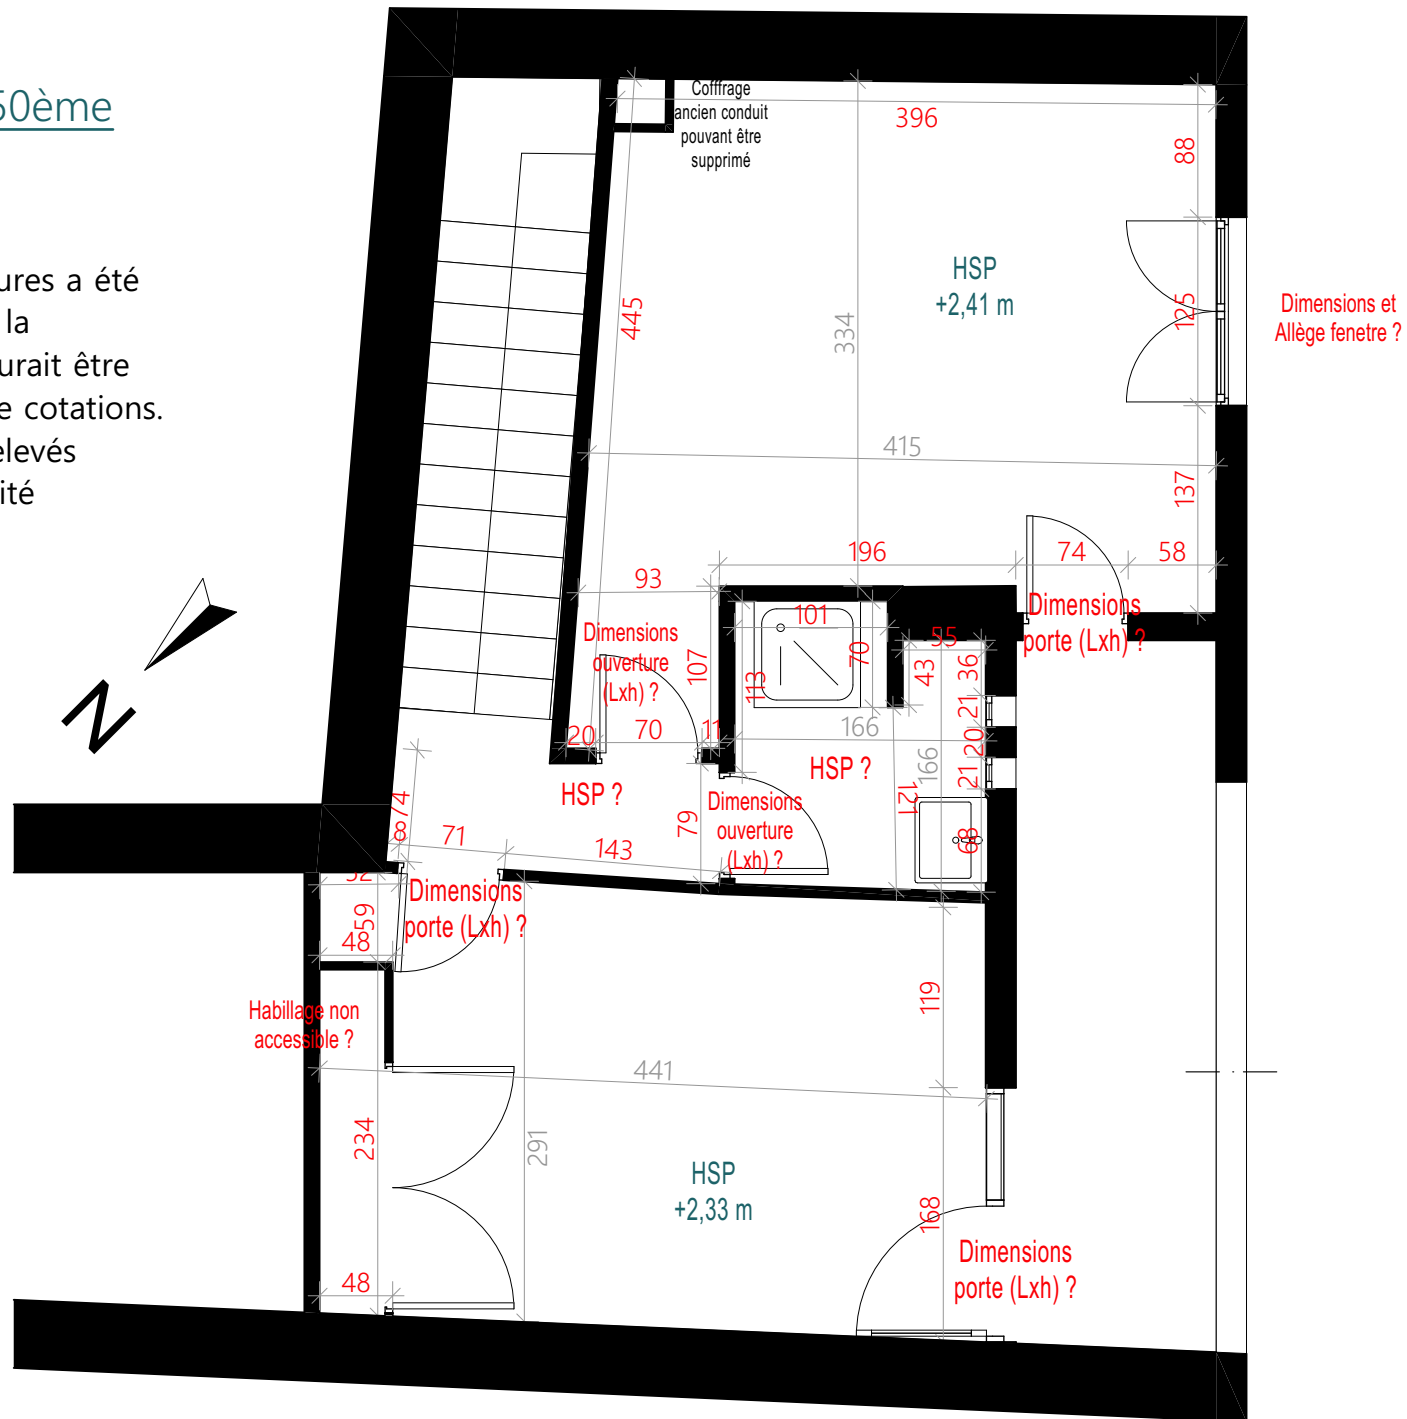 50ème
ures a été
la
urait être
e cotations.
elevés
ité
N
Cofffrage
ancien conduit
pouvant être
supprimé
396
88
445
334
HSP
+2,41 m
125
Dimensions et
Allège fenetre ?
415
137
196
74
58
93
Dimensions
porte (Lxh) ?
101
55
Dimensions
ouverture
(Lxh) ?
107
113
70
43
36
21
20
70
11
166
20
166
21
HSP ?
HSP ?
121
Dimensions
ouverture
(Lxh) ?
79
68
74
8
71
143
52
Dimensions
porte (Lxh) ?
59
48
Habillage non
accessible ?
119
441
234
291
HSP
+2,33 m
168
Dimensions
porte (Lxh) ?
48